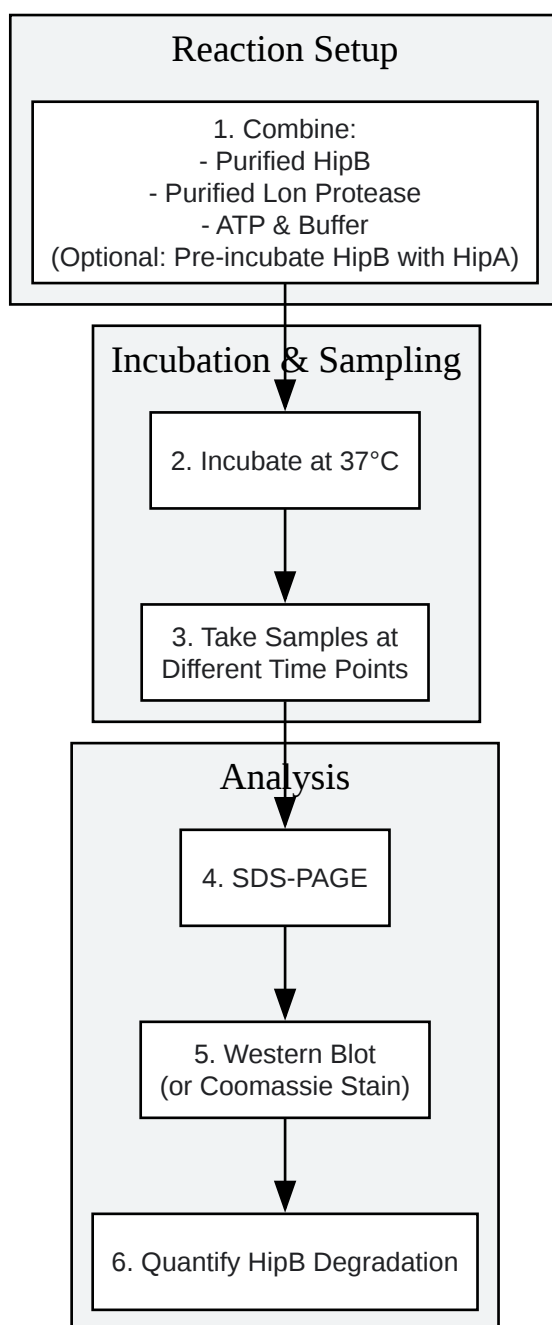 Reaction Setup
1. Combine:
- Purified HipB
- Purified Lon Protease
- ATP & Buffer
(Optional: Pre-incubate HipB with HipA)
Incubation & Sampling
2. Incubate at 37°C
3. Take Samples at
Different Time Points
Analysis
4. SDS-PAGE
5. Western Blot
(or Coomassie Stain)
6. Quantify HipB Degradation